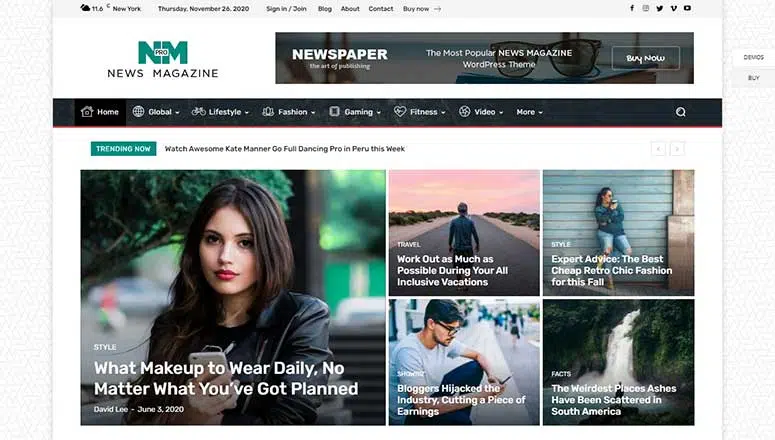 11.6 C New York
Thursday, November 26, 2020
Sign in / Join
Blog
About
Contact
Buy now
DEMOS
BUY
NM
PRO
NEWS MAGAZINE
NEWSPAPER
the art of publishing
The Most Popular NEWS MAGAZINE
WordPress Theme
Buy Now
Home
Global
Lifestyle
Fashion
Gaming
Fitness
Video
More
TRENDING NOW
Watch Awesome Kate Manner Go Full Dancing Pro in Peru this Week
STYLE
What Makeup to Wear Daily, No
Matter What You've Got Planned
David Lee - June 3, 2020
TRAVEL
Work Out as Much as
Possible During Your All
Inclusive Vacations
STYLE
Expert Advice: The Best
Cheap Retro Chic Fashion
for this Fall
SHOWBIZ
Bloggers Hijacked the
Industry, Cutting a Piece of
Earnings
FACTS
The Weirdest Places Ashes
Have Been Scattered in
South America